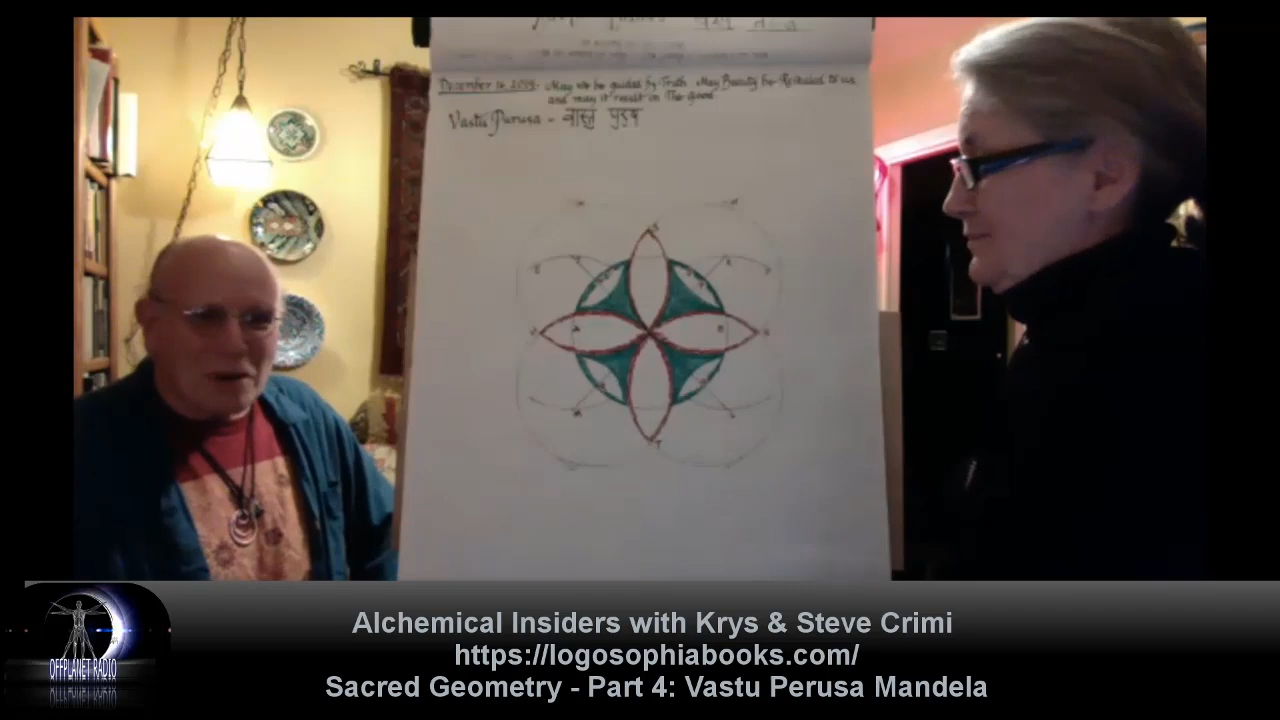 December 16, 2019 - May we be guided by Truth May Beauty be Revealed to us
and may it result in The Good
Vastu Purusa = वास्तु पुरुष
A
B
OFFPLANET RADIO
Alchemical Insiders with Krys & Steve Crimi
https://logosophiabooks.com/
Sacred Geometry - Part 4: Vastu Perusa Mandela